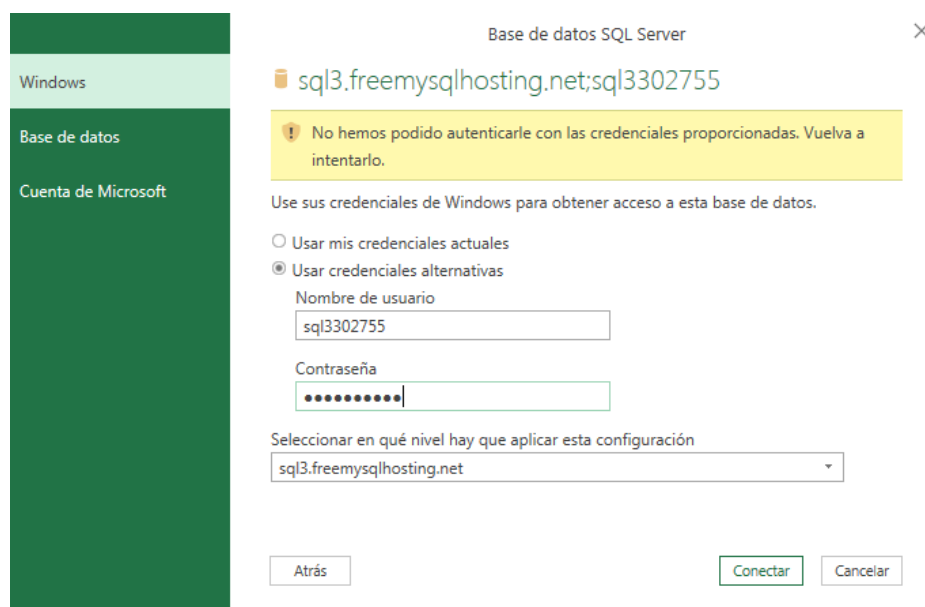 Base de datos SQL Server
Windows
Base de datos
Cuenta de Microsoft
sql3.freemysqlhosting.net;sql3302755
No hemos podido autenticarle con las credenciales proporcionadas. Vuelva a
intentarlo.
Use sus credenciales de Windows para obtener acceso a esta base de datos.
Usar mis credenciales actuales
Usar credenciales alternativas
Nombre de usuario
sql3302755
Contraseña
••••••••••
Seleccionar en qué nivel hay que aplicar esta configuración
sql3.freemysqlhosting.net
Atrás
Conectar
Cancelar